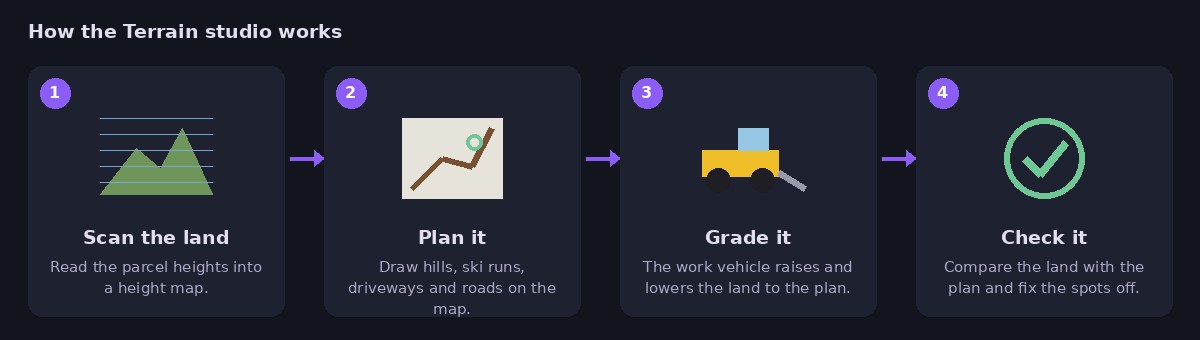 How the Terrain studio works
1
Scan the land
Read the parcel heights into
a height map.
2
Plan it
Draw hills, ski runs,
driveways and roads on the
map.
3
Grade it
The work vehicle raises and
lowers the land to the plan.
4
Check it
Compare the land with the
plan and fix the spots off.